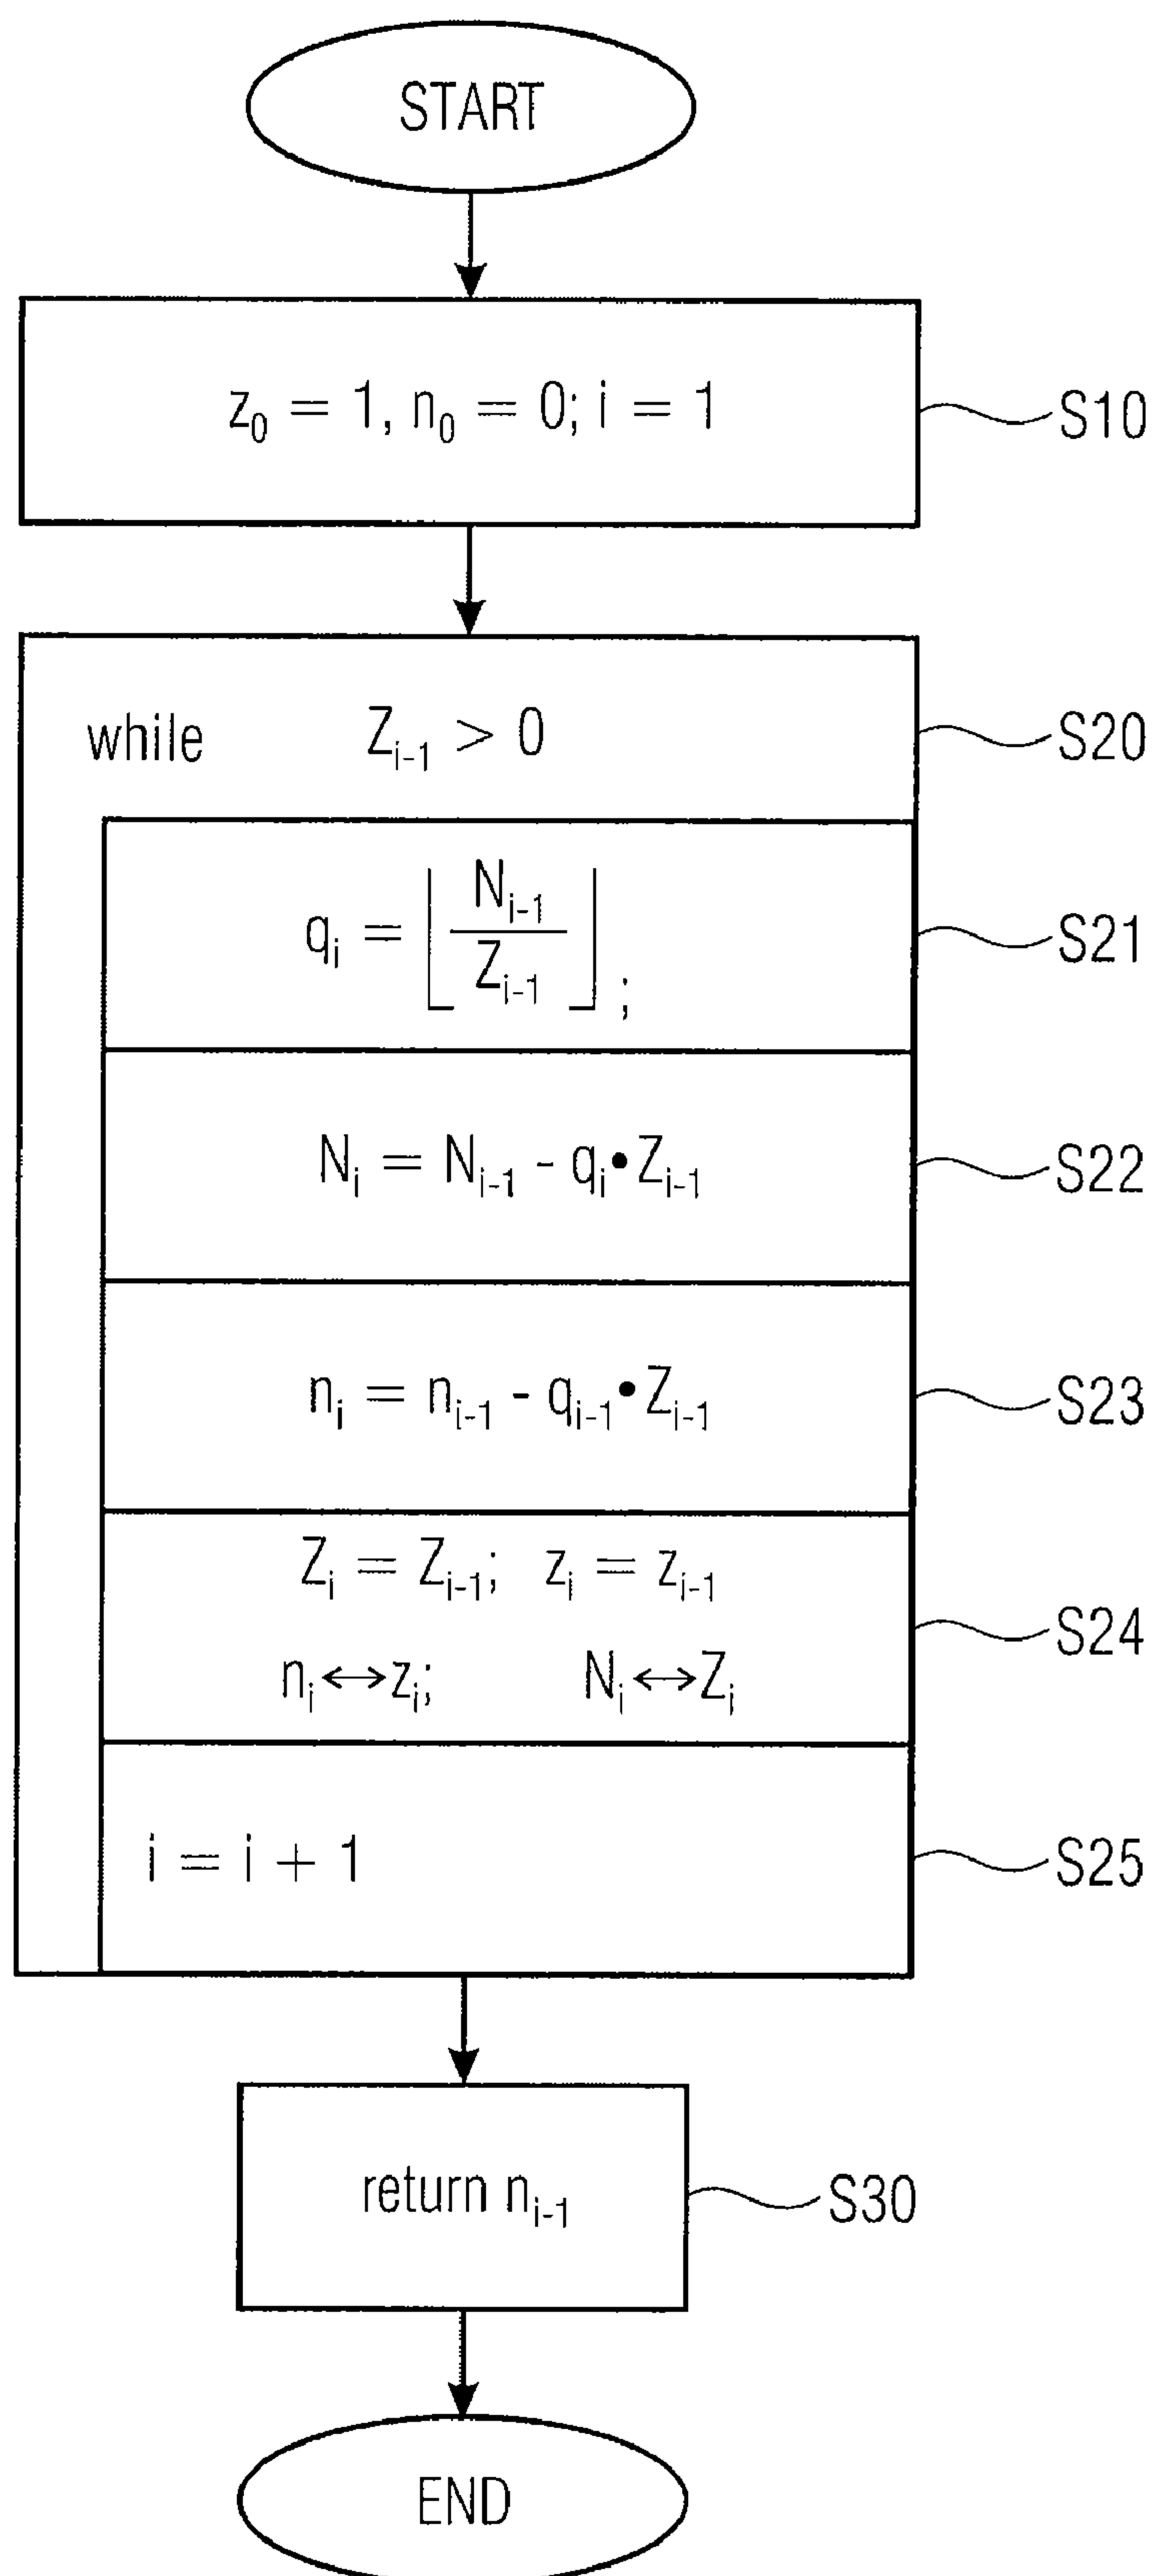 START
z₀ = 1, n₀ = 0; i = 1
S10
while Zᵢ₋₁ > 0
S20
qᵢ = ⌊Nᵢ₋₁ / Zᵢ₋₁⌋;
S21
Nᵢ = Nᵢ₋₁ - qᵢ•Zᵢ₋₁
S22
nᵢ = nᵢ₋₁ - qᵢ₋₁•Zᵢ₋₁
S23
Zᵢ = Zᵢ₋₁; zᵢ = zᵢ₋₁
nᵢ↔zᵢ; Nᵢ↔Zᵢ
S24
i = i + 1
S25
return nᵢ₋₁
S30
END